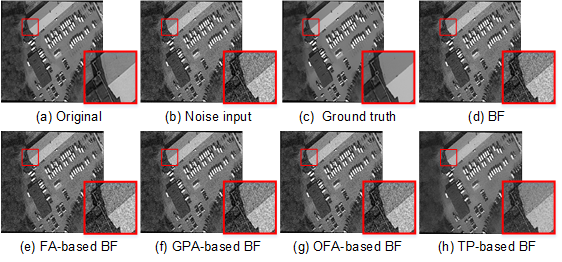 (a) Original
(b) Noise input
(c) Ground truth
(d) BF
(e) FA-based BF
(f) GPA-based BF
(g) OFA-based BF
(h) TP-based BF